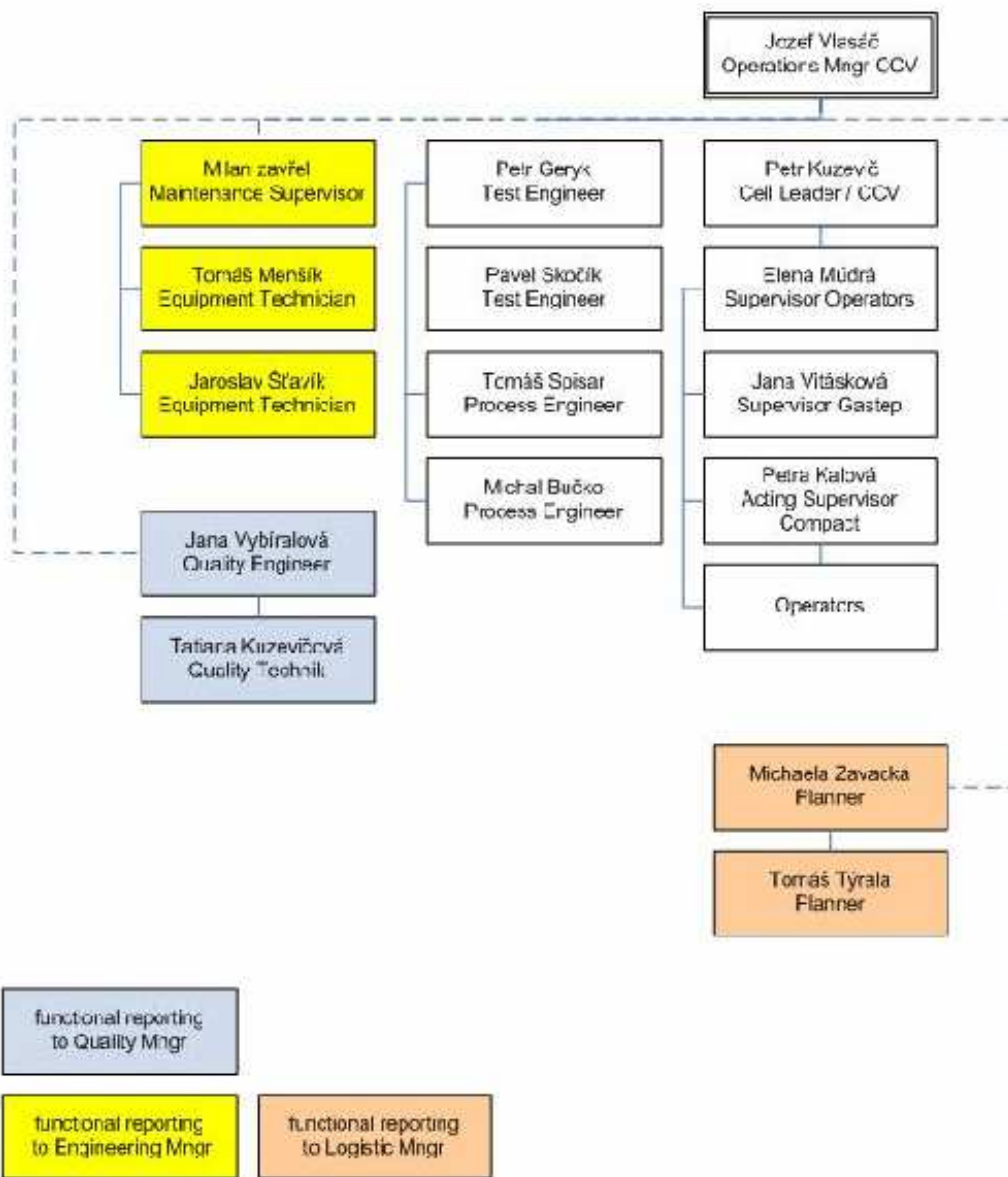 Jozef Vlasáč
Operations Mngr CCV
Milan zavřel
Maintenance Supervisor
Petr Geryk
Test Engineer
Petr Kuzevič
Cell Leader / CCV
Tomáš Menšík
Equipment Technician
Pavel Skočík
Test Engineer
Elena Múdrá
Supervisor Operators
Jaroslav Šťavík
Equipment Technician
Tomáš Spisar
Process Engineer
Jana Vitásková
Supervisor Gastep
Michal Bučko
Process Engineer
Petra Kalová
Acting Supervisor
Compact
Jana Vybíralová
Quality Engineer
Operators
Tatiana Kuzevičová
Quality Technik
Michaela Zavacka
Planner
Tomáš Týrala
Planner
functional reporting
to Quality Mngr
functional reporting
to Engineering Mngr
functional reporting
to Logistic Mngr